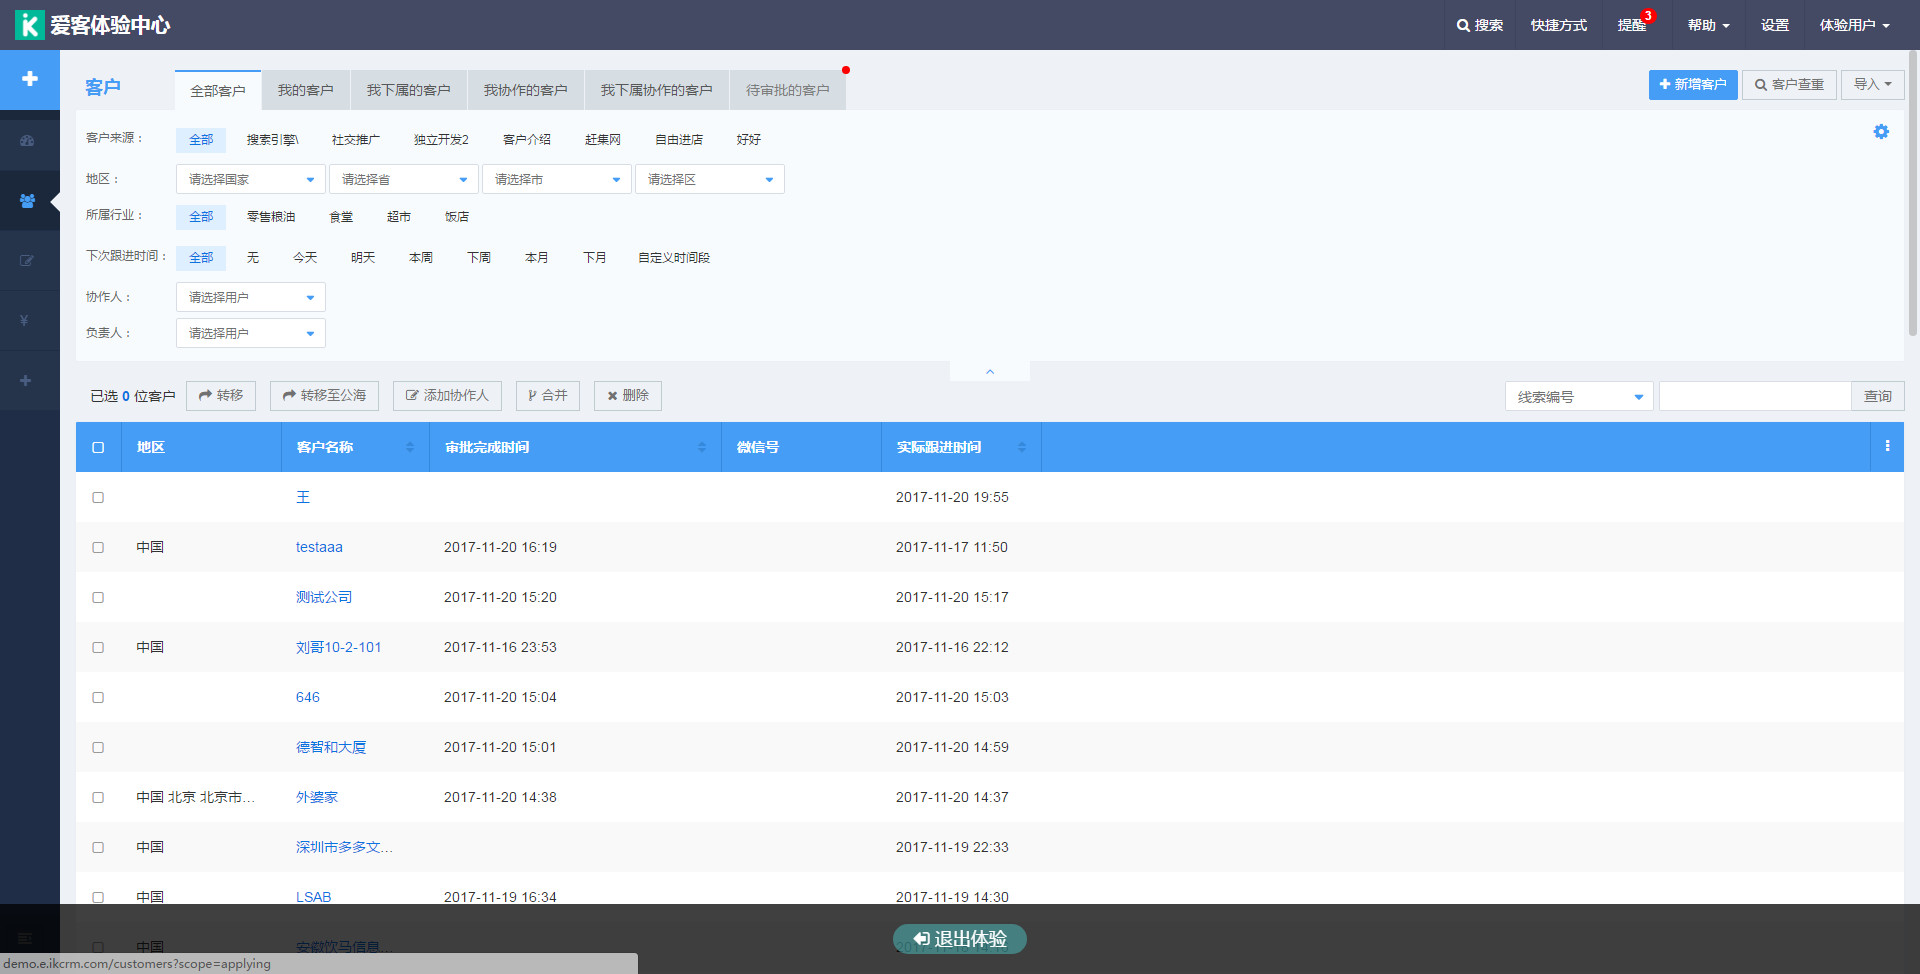 爱客体验中心
搜索 快捷方式 提醒 3 帮助 设置 体验用户
客户 全部客户 我的客户 我下属的客户 我协作的客户 我下属协作的客户 待审批的客户 新增客户 客户查重 导入
客户来源： 全部 搜索引擎\ 社交推广 独立开发2 客户介绍 赶集网 自由进店 好好
地区： 请选择国家 请选择省 请选择市 请选择区
所属行业： 全部 零售粮油 食堂 超市 饭店
下次跟进时间： 全部 无 今天 明天 本周 下周 本月 下月 自定义时间段
协作人： 请选择用户
负责人： 请选择用户
已选 0 位客户 转移 转移至公海 添加协作人 合并 删除 线索编号 查询
地区 客户名称 审批完成时间 微信号 实际跟进时间
王 2017-11-20 19:55
中国 testaaa 2017-11-20 16:19 2017-11-17 11:50
测试公司 2017-11-20 15:20 2017-11-20 15:17
中国 刘哥10-2-101 2017-11-16 23:53 2017-11-16 22:12
646 2017-11-20 15:04 2017-11-20 15:03
德智和大厦 2017-11-20 15:01 2017-11-20 14:59
中国 北京 北京市... 外婆家 2017-11-20 14:38 2017-11-20 14:37
中国 深圳市多多文... 2017-11-19 22:33
中国 LSAB 2017-11-19 16:34 2017-11-19 14:30
中国 安徽饮马信息...
退出体验
demo.e.ikcrm.com/customers?scope=applying